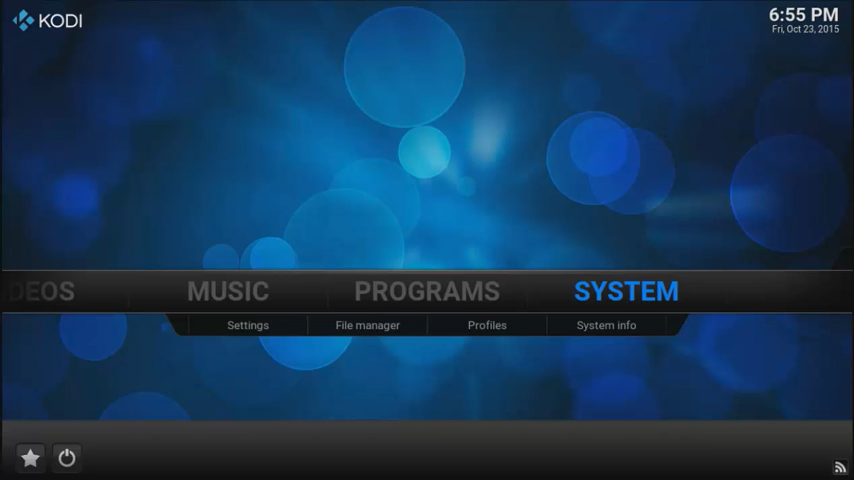 KODI
6:55 PM
Fri, Oct 23, 2015
DEOS MUSIC PROGRAMS SYSTEM
Settings File manager Profiles System info